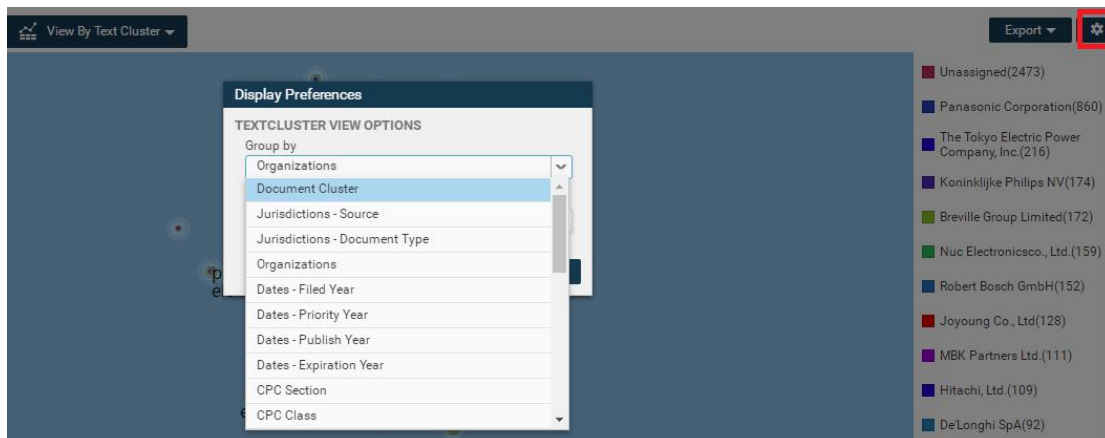 View By Text Cluster
Export
Display Preferences
TEXTCLUSTER VIEW OPTIONS
Group by
Organizations
Document Cluster
Jurisdictions - Source
Jurisdictions - Document Type
Organizations
Dates - Filed Year
Dates - Priority Year
Dates - Publish Year
Dates - Expiration Year
CPC Section
CPC Class
Unassigned(2473)
Panasonic Corporation(860)
The Tokyo Electric Power
Company, Inc.(216)
Koninklijke Philips NV(174)
Breville Group Limited(172)
Nuc Electronicsco., Ltd.(159)
Robert Bosch GmbH(152)
Joyoung Co., Ltd(128)
MBK Partners Ltd.(111)
Hitachi, Ltd.(109)
De'Longhi SpA(92)